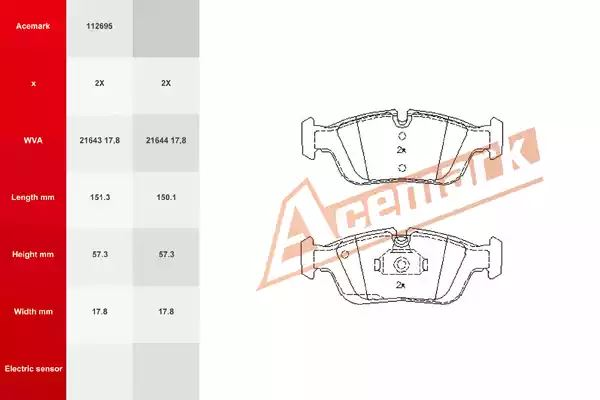 Acemark 112695
x 2X 2X
WVA 21643 17,8 21644 17,8
Length mm 151.3 150.1
Height mm 57.3 57.3
Width mm 17.8 17.8
Electric sensor
2x
Acemark
2x